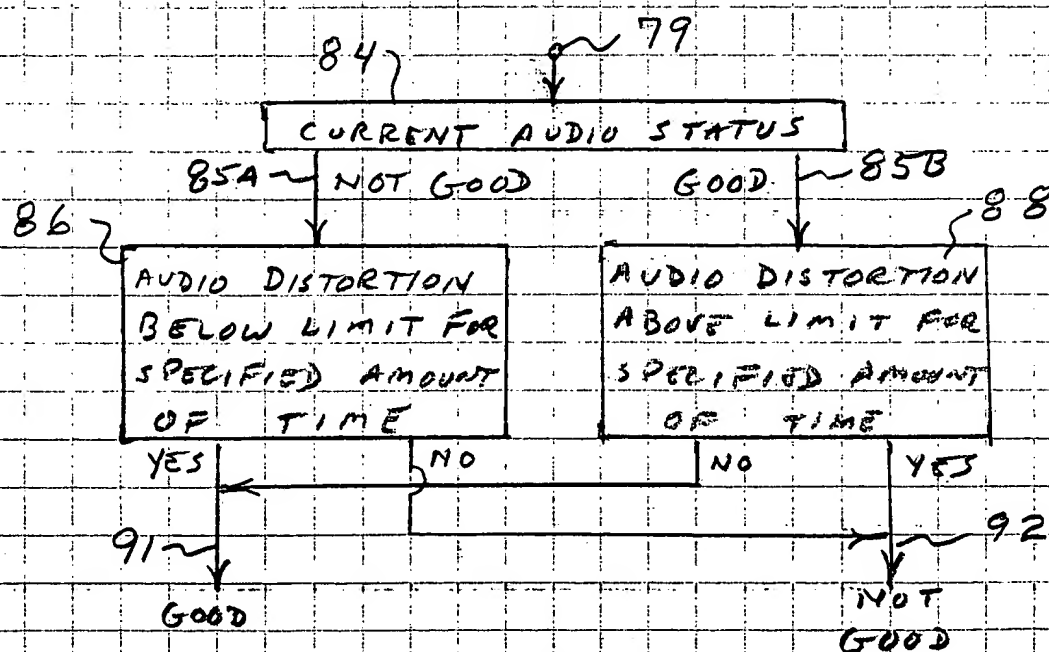 79
84
CURRENT AUDIO STATUS
85A
NOT GOOD
GOOD
85B
86
88
AUDIO DISTORTION
BELOW LIMIT FOR
SPECIFIED AMOUNT
OF TIME
AUDIO DISTORTION
ABOVE LIMIT FOR
SPECIFIED AMOUNT
OF TIME
YES
NO
NO
YES
91
92
GOOD
NOT
GOOD